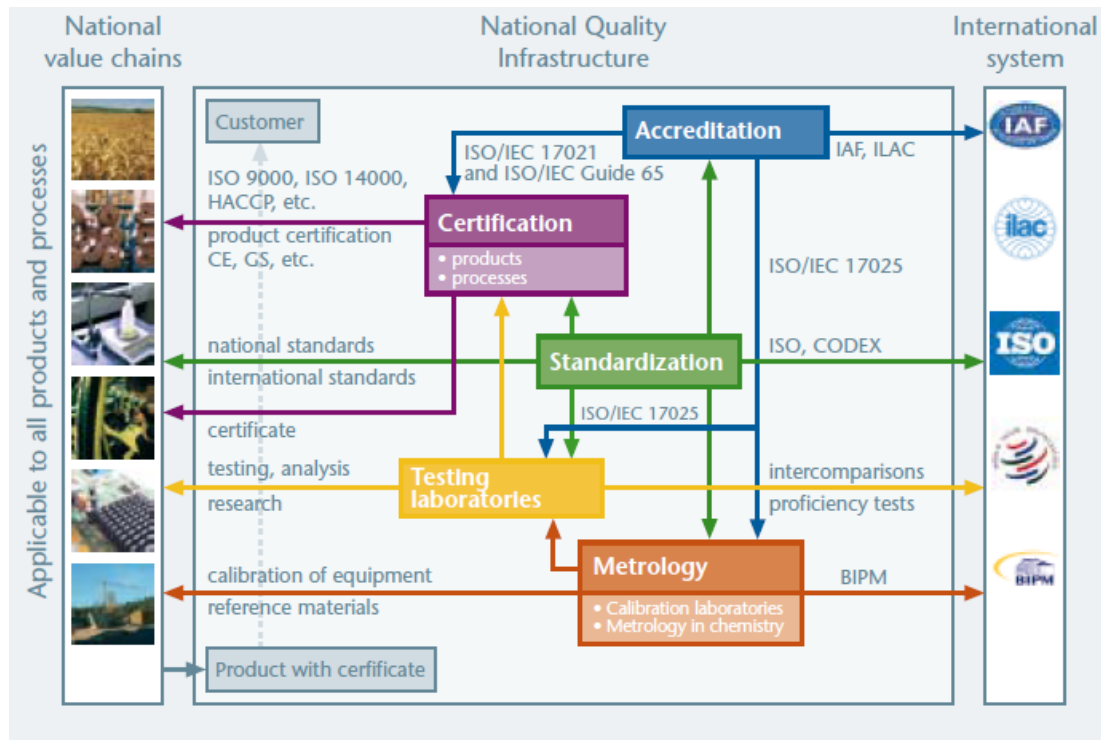 National
value chains
National Quality
Infrastructure
International
system
Applicable to all products and processes
Customer
Accreditation
IAF, ILAC
IAF
ISO/IEC 17021
and ISO/IEC Guide 65
ISO 9000, ISO 14000,
HACCP, etc.
Certification
• products
• processes
product certification
CE, GS, etc.
ilac
ISO/IEC 17025
national standards
international standards
Standardization
ISO, CODEX
ISO
ISO/IEC 17025
certificate
testing, analysis
research
Testing
laboratories
intercomparisons
proficiency tests
calibration of equipment
reference materials
Metrology
• Calibration laboratories
• Metrology in chemistry
BIPM
BIPM
Product with cerfificate